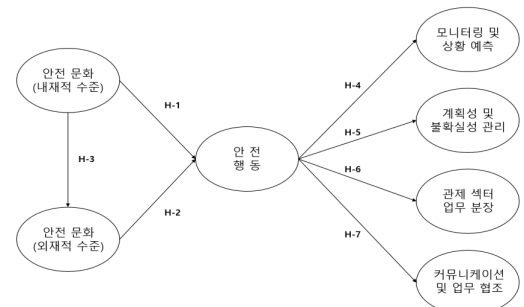 안전 문화
(내재적 수준)
H-1
H-3
안전 문화
(외재적 수준)
H-2
안 전
행 동
H-4
모니터링 및
상황 예측
H-5
계획성 및
불확실성 관리
H-6
관제 섹터
업무 분장
H-7
커뮤니케이션
및 업무 협조